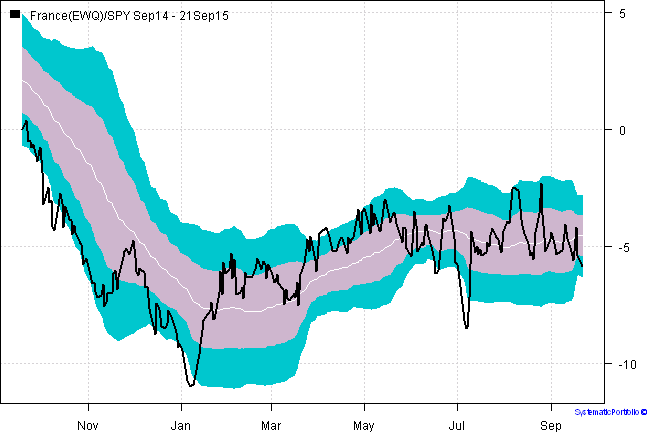 France(EWQ)/SPY Sep14 - 21Sep15
5
0
-5
-10
Nov Jan Mar May Jul Sep
SystematicPortfolio ©